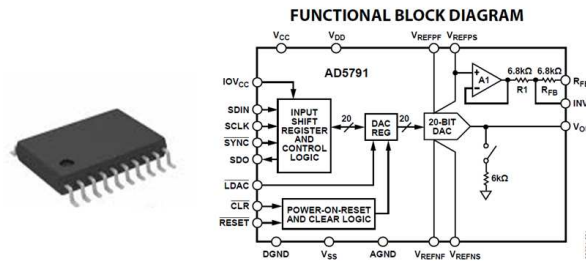 FUNCTIONAL BLOCK DIAGRAM
VCC VDD VREFPF VREFPS
AD5791
IOVCC
SDIN
SCLK
SYNC
SDO
LDAC
CLR
RESET
INPUT
SHIFT
REGISTER
AND
CONTROL
LOGIC
20
DAC
REG
20
20-BIT
DAC
A1
6.8kΩ 6.8kΩ
R1 RFB
INV
6kΩ
POWER-ON-RESET
AND CLEAR LOGIC
DGND VSS AGND VREFNF VREFNS